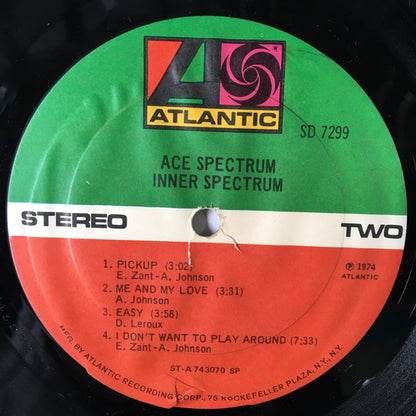 ATLANTIC
SD 7299
ACE SPECTRUM
INNER SPECTRUM
STEREO
TWO
1. PICKUP (3:02)
E. Zant-A. Johnson
2. ME AND MY LOVE (3:31)
A. Johnson
3. EASY (3:58)
D. Leroux
4. I DON'T WANT TO PLAY AROUND (7:33)
E. Zant-A. Johnson
℗ 1974
ATLANTIC
ST-A 743070 SP
MFG. BY ATLANTIC RECORDING CORP., 75 ROCKEFELLER PLAZA, N.Y., N.Y.